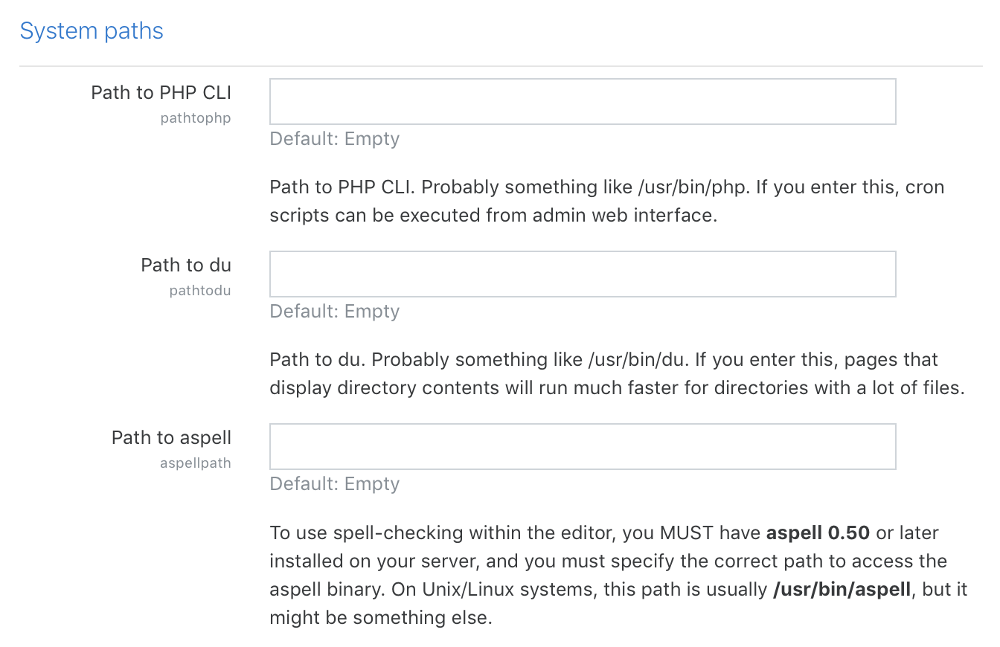 System paths
Path to PHP CLI
pathtophp
Default: Empty
Path to PHP CLI. Probably something like /usr/bin/php. If you enter this, cron
scripts can be executed from admin web interface.
Path to du
pathtodu
Default: Empty
Path to du. Probably something like /usr/bin/du. If you enter this, pages that
display directory contents will run much faster for directories with a lot of files.
Path to aspell
aspellpath
Default: Empty
To use spell-checking within the editor, you MUST have aspell 0.50 or later
installed on your server, and you must specify the correct path to access the
aspell binary. On Unix/Linux systems, this path is usually /usr/bin/aspell, but it
might be something else.